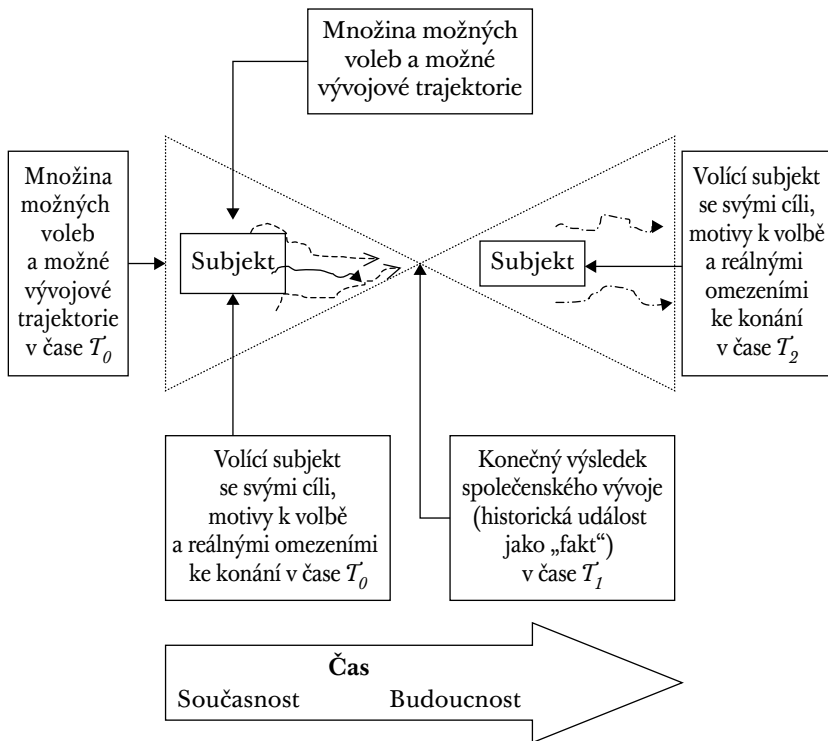 Množina možných
voleb a možné
vývojové trajektorie
Množina
možných
voleb
a možné
vývojové
trajektorie
v čase T₀
Subjekt
Subjekt
Volící subjekt
se svými cíli,
motivy k volbě
a reálnými
omezeními
ke konání
v čase T₂
Volící subjekt
se svými cíli,
motivy k volbě
a reálnými omezeními
ke konání v čase T₀
Konečný výsledek
společenského vývoje
(historická událost
jako „fakt“)
v čase T₁
Čas
Současnost Budoucnost